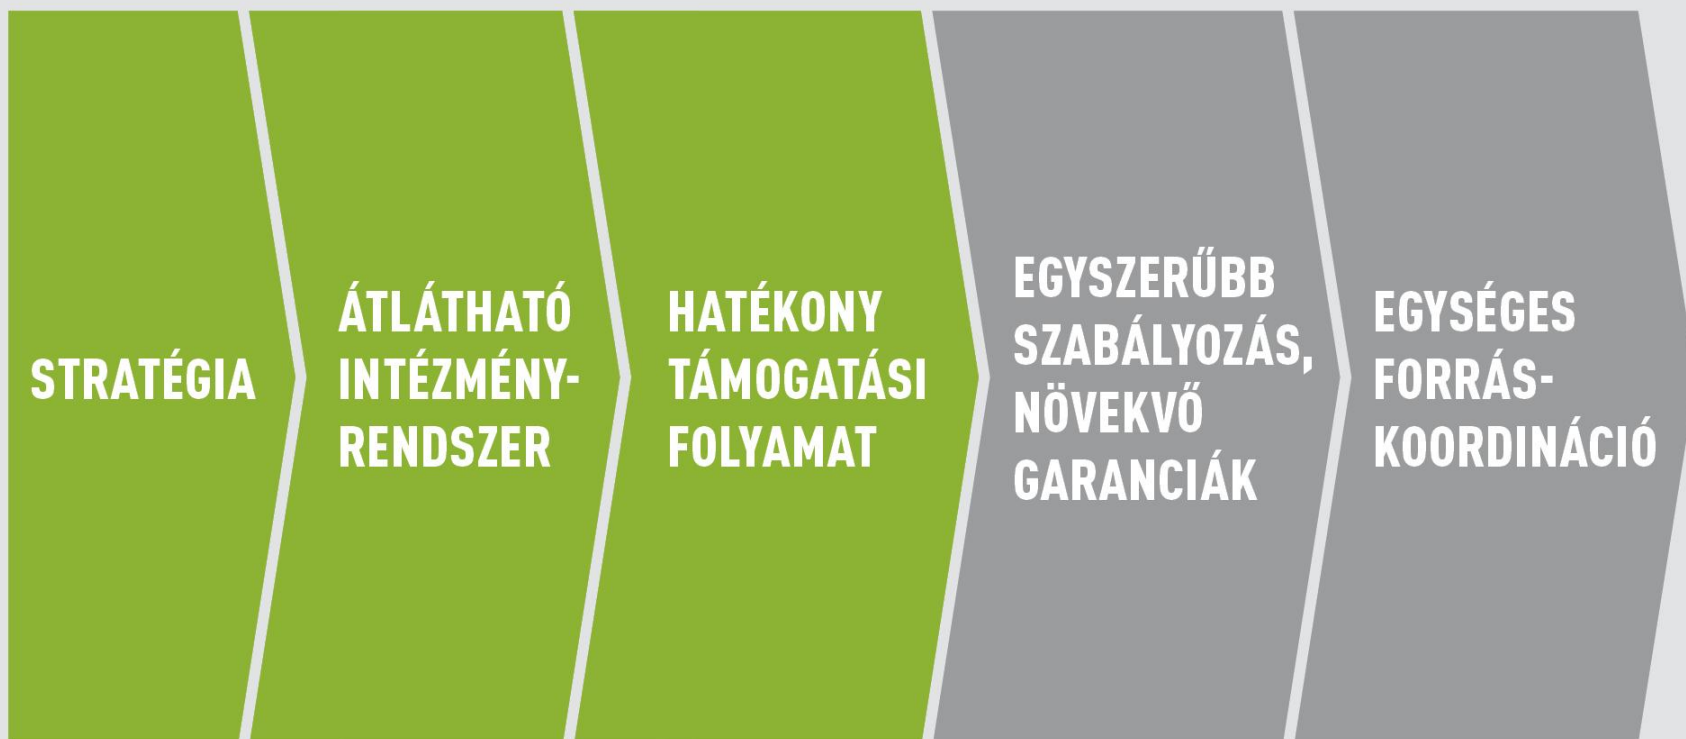 STRATÉGIA
ÁTLÁTHATÓ
INTÉZMÉNY-
RENDSZER
HATÉKONY
TÁMOGATÁSI
FOLYAMAT
EGYSZERŰBB
SZABÁLYOZÁS,
NÖVEKVŐ
GARANCIÁK
EGYSÉGES
FORRÁS-
KOORDINÁCIÓ